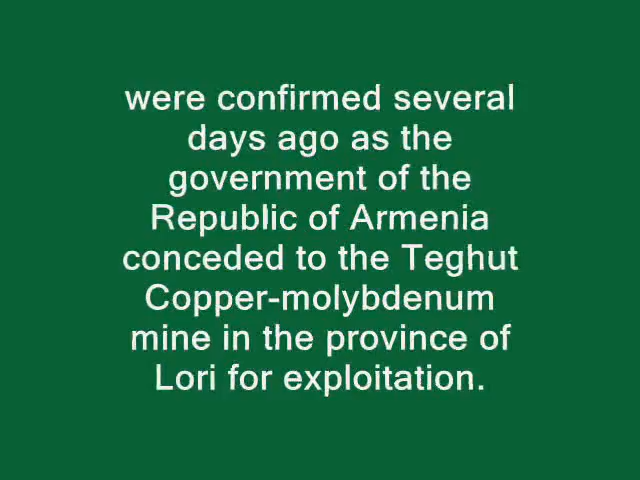 were confirmed several
days ago as the
government of the
Republic of Armenia
conceded to the Teghut
Copper-molybdenum
mine in the province of
Lori for exploitation.